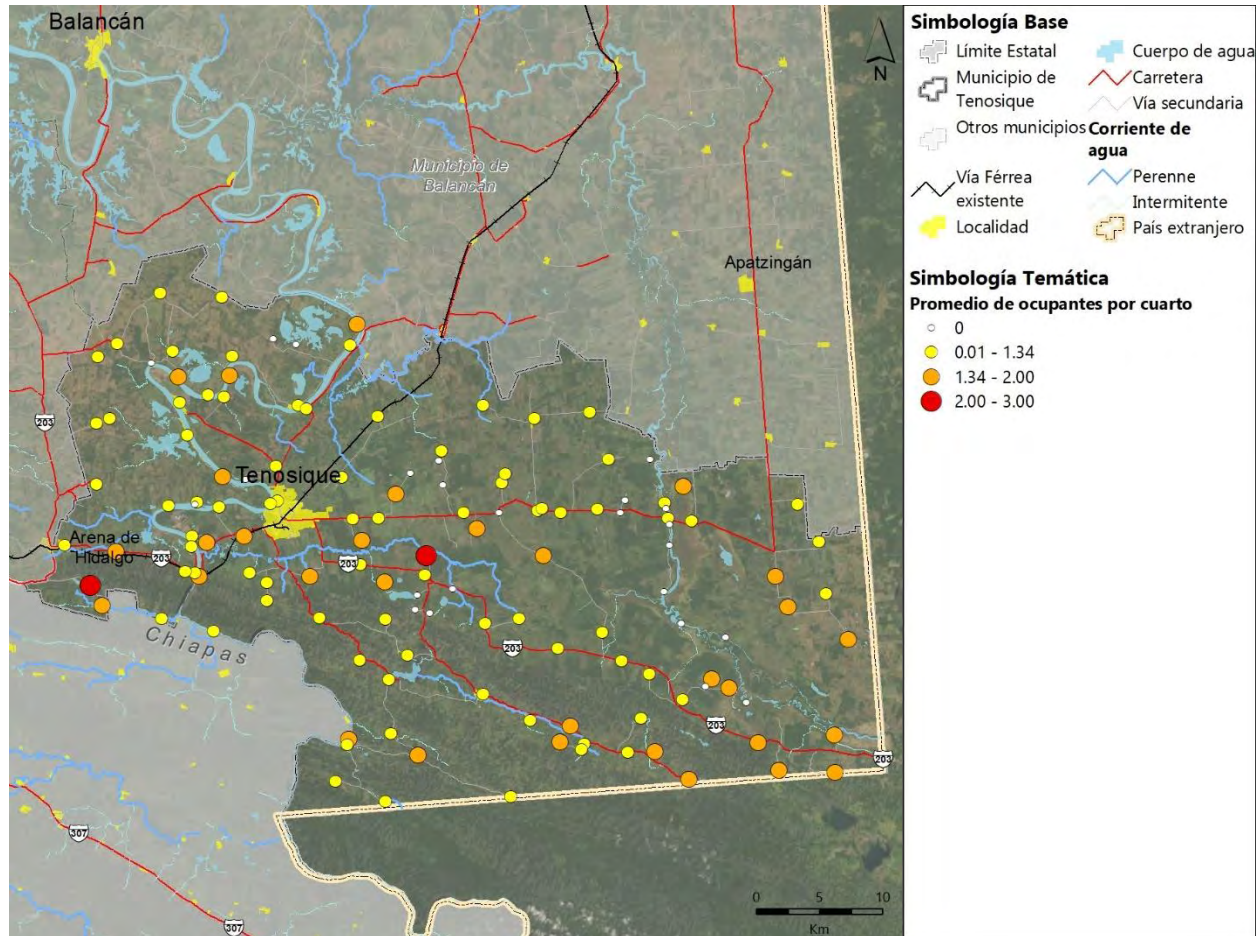 Balancán
Municipio de
Balancán
Apatzingán
203
Tenosique
Arena de
Hidalgo
203
203
Chiapas
203
203
203
307
307
N
0 5 10
Km
Simbología Base
Límite Estatal
Municipio de
Tenosique
Otros municipios
Vía Férrea
existente
Localidad
Cuerpo de agua
Carretera
Vía secundaria
Corriente de
agua
Perenne
Intermitente
País extranjero
Simbología Temática
Promedio de ocupantes por cuarto
0
0.01 - 1.34
1.34 - 2.00
2.00 - 3.00